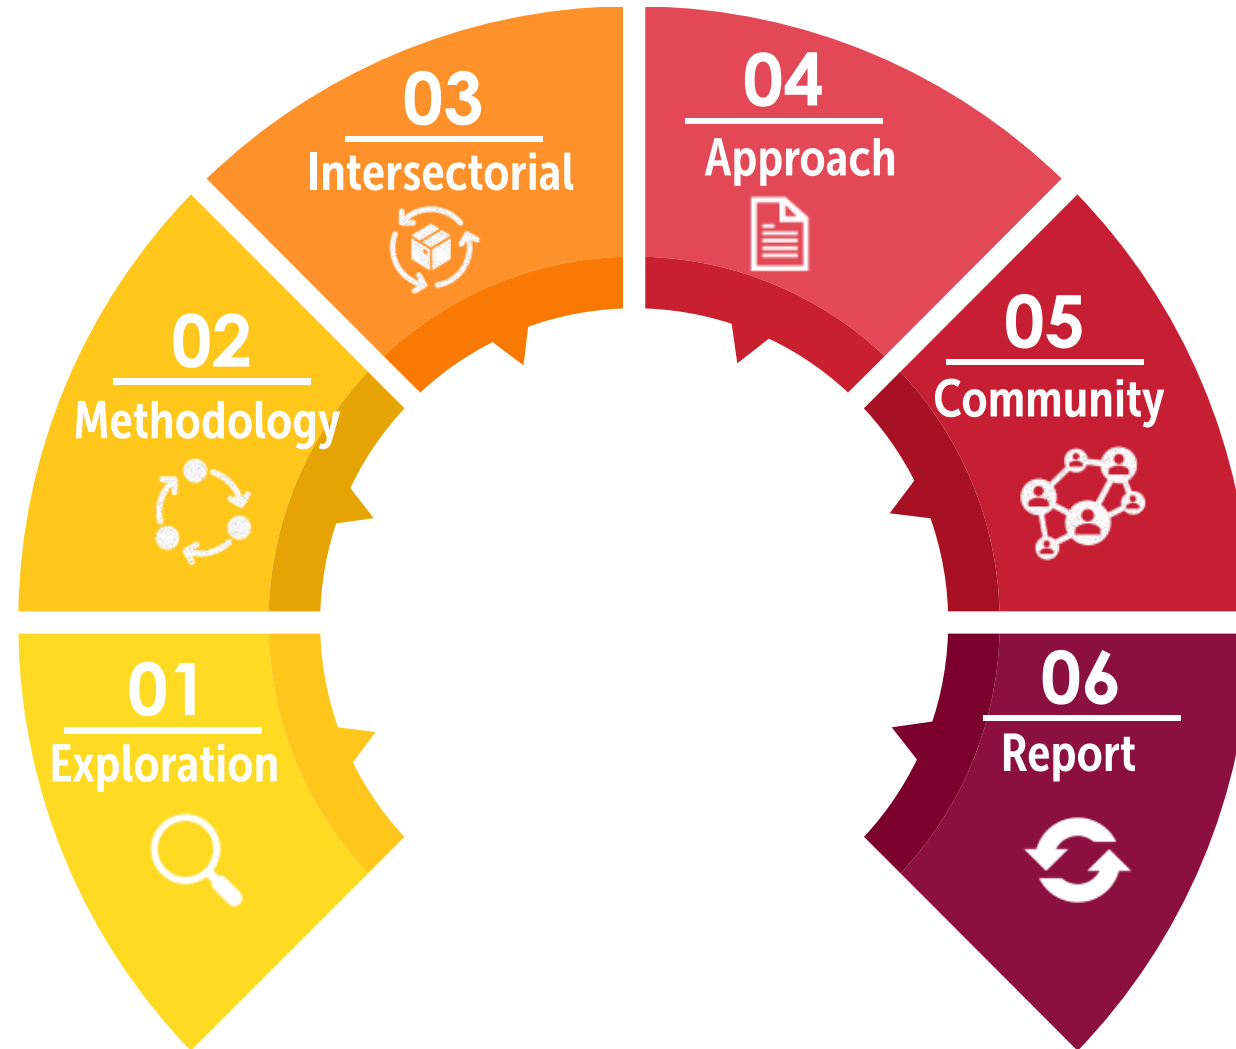 01
Exploration
02
Methodology
03
Intersectorial
04
Approach
05
Community
06
Report